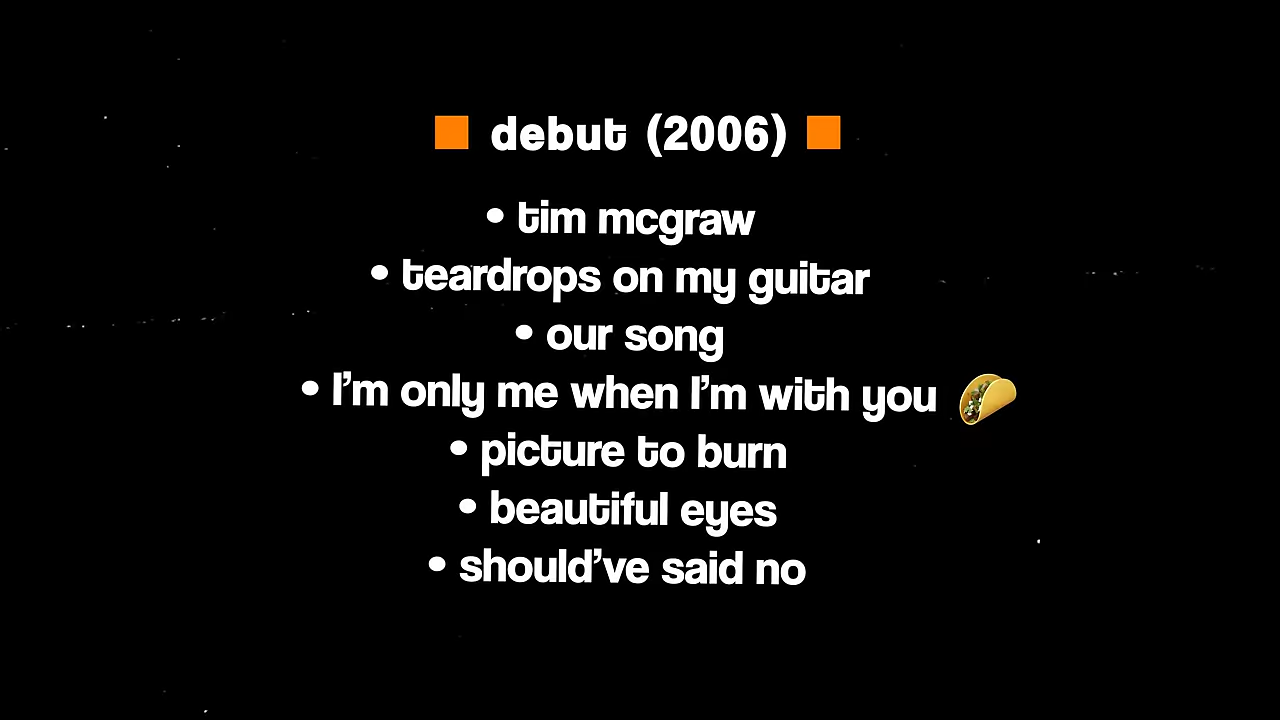 🟧 debut (2006) 🟧
• tim mcgraw
• teardrops on my guitar
• our song
• I'm only me when I'm with you 🌮
• picture to burn
• beautiful eyes
• should've said no